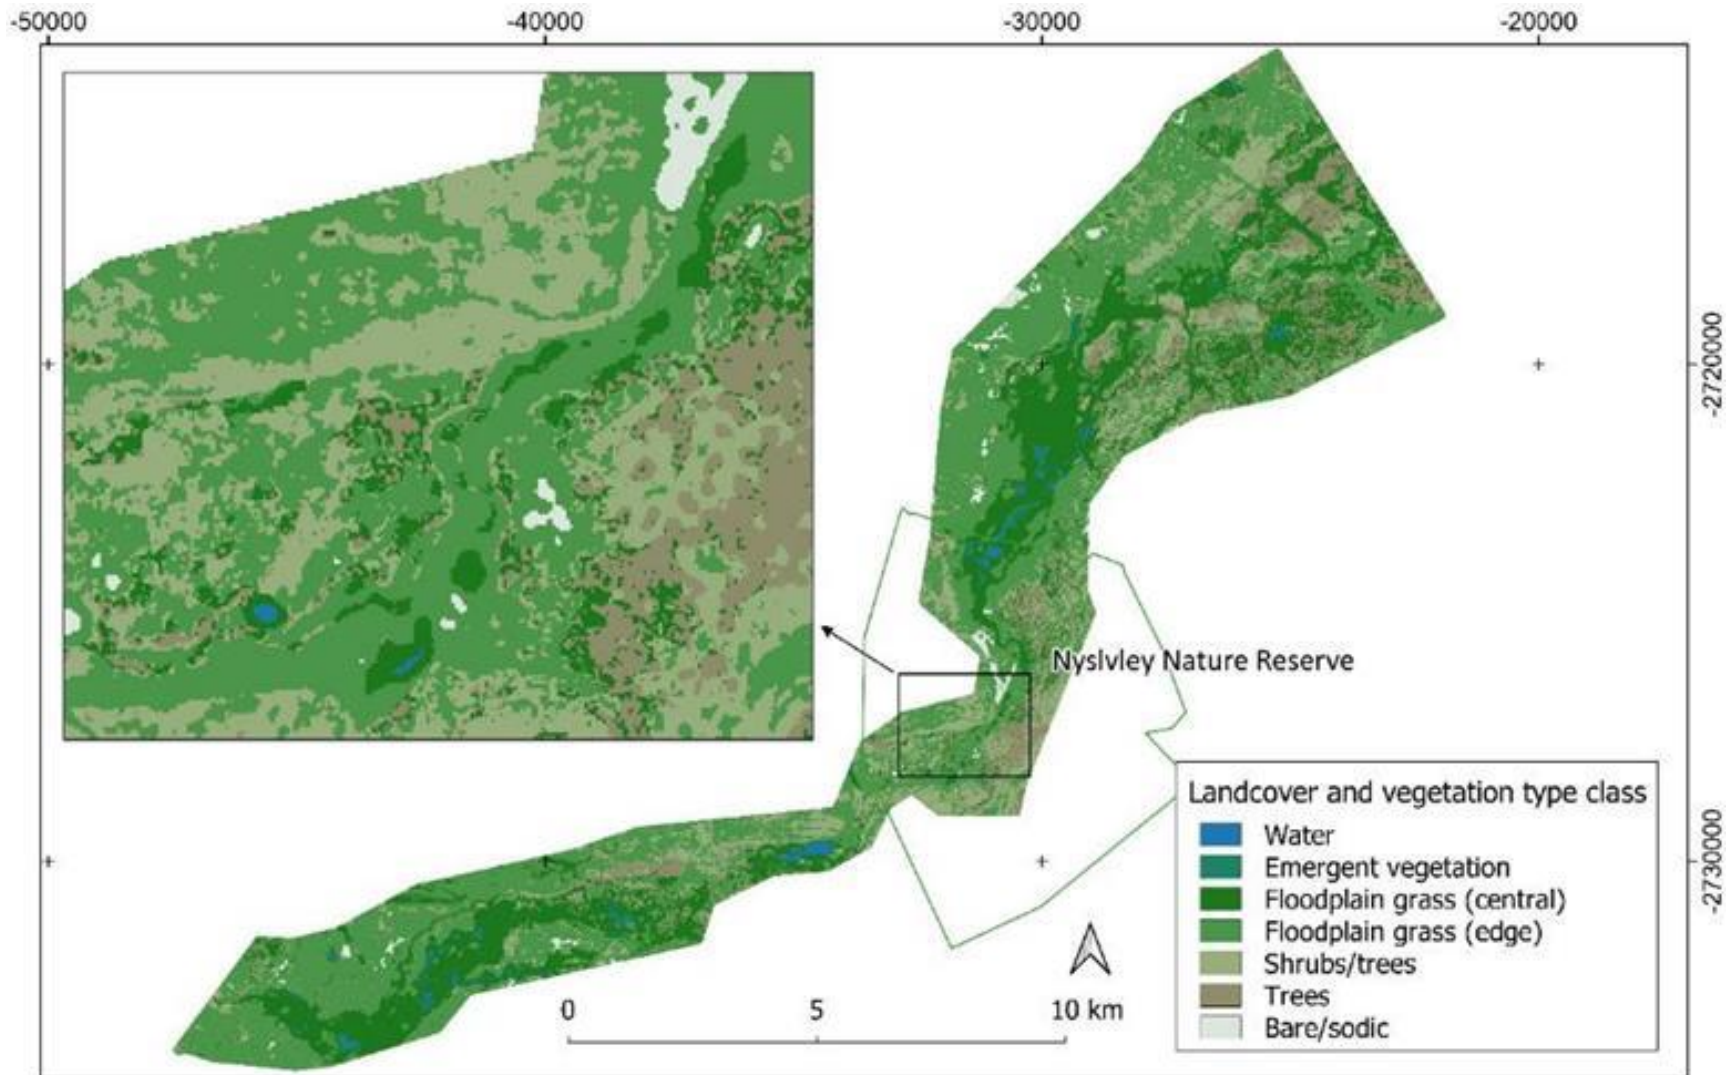 -50000
-40000
-30000
-20000
-2720000
Nyslvley Nature Reserve
Landcover and vegetation type class
Water
Emergent vegetation
Floodplain grass (central)
Floodplain grass (edge)
Shrubs/trees
Trees
Bare/sodic
-2730000
0
5
10 km